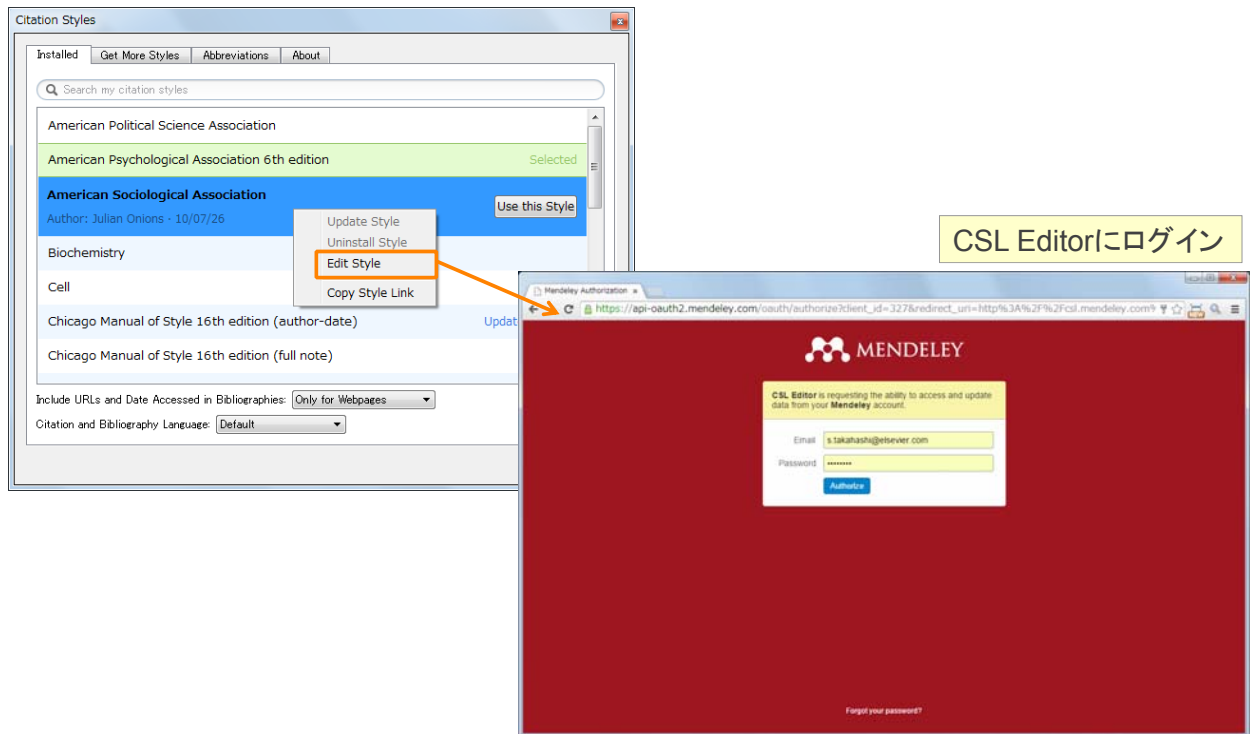 Citation Styles
Installed
Get More Styles
Abbreviations
About
Search my citation styles
American Political Science Association
American Psychological Association 6th edition
Selected
American Sociological Association
Author: Julian Onions - 10/07/26
Use this Style
Update Style
Uninstall Style
Edit Style
Copy Style Link
Biochemistry
Cell
Chicago Manual of Style 16th edition (author-date)
Updat
Chicago Manual of Style 16th edition (full note)
Include URLs and Date Accessed in Bibliographies: Only for Webpages
Citation and Bibliography Language: Default
CSL Editorにログイン
Mendeley Authorization
https://api-oauth2.mendeley.com/oauth/authorize?client_id=327&redirect_uri=http%3A%2F%2Fcsl.mendeley.com
MENDELEY
CSL Editor is requesting the ability to access and update
data from your Mendeley account.
Email s.takahashi@elsevier.com
Password ••••••••
Authorize
Forgot your password?